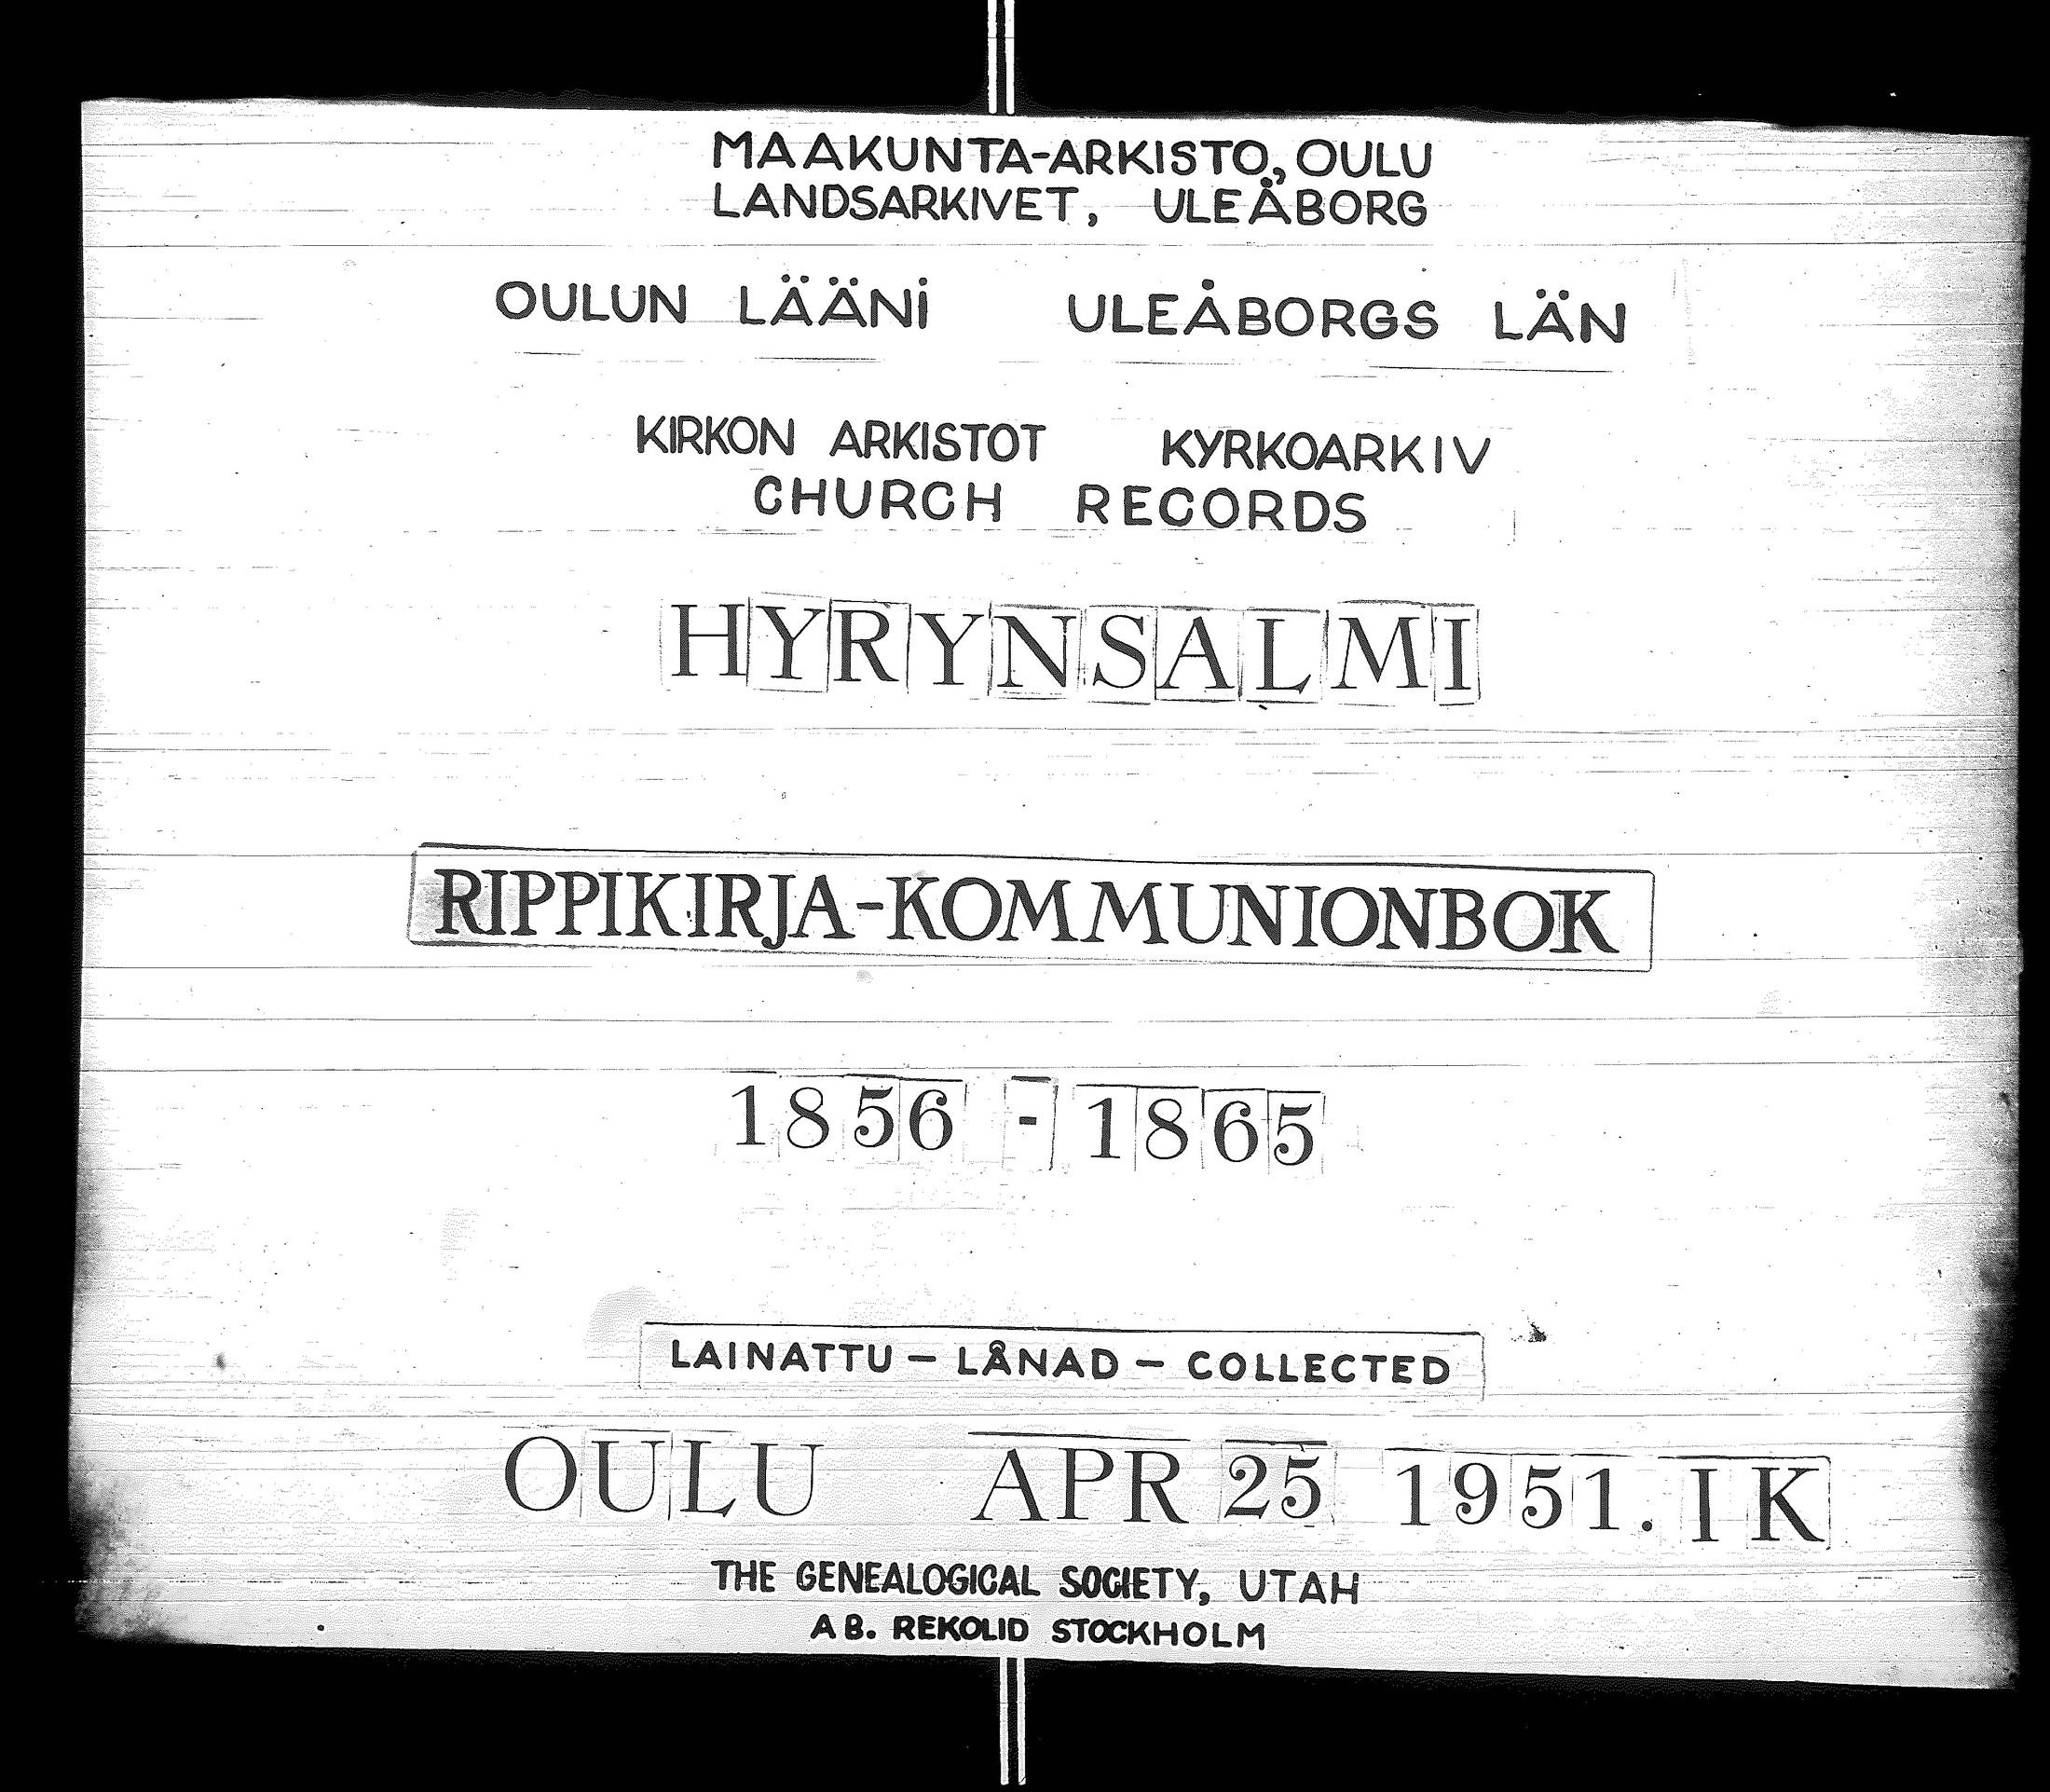 MAAKUNTA-ARKISTO, OULU
LANDSARKIVET, ULEÅBORG
OULUN LÄÄNI ULEÅBORGS LÄN
KIRKON ARKISTOT KYRKOARKIV
CHURCH RECORDS
HYRYNSALMI
RIPPIKIRJA-KOMMUNIONBOK
1856 - 1865
LAINATTU - LÅNAD - COLLECTED
OULU APR 25 1951. IK
THE GENEALOGICAL SOCIETY, UTAH
AB. REKOLID STOCKHOLM